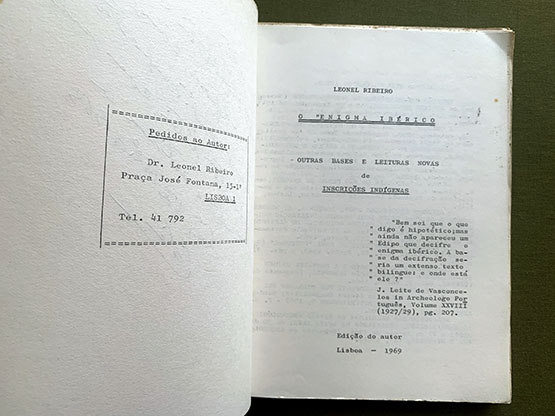 Pedidos ao Autor:
Dr. Leonel Ribeiro
Praça José Fontana, 15-1º
LISBOA 1
Tel. 41 792
LEONEL RIBEIRO
O "ENIGMA IBÉRICO
OUTRAS BASES E LEITURAS NOVAS
de
INSCRIÇÕES INDÍGENAS
"Bem sei que o que
" digo é hipotético;mas
" ainda não apareceu um
" Edipo que decifre o
" enigma ibérico. A ba-
" se da decifração se-
" ria um extenso texto
" bilingue: e onde está
" ele ?"
J. Leite de Vasconce-
los in Archeologo Por-
tuguês, Volume XXVIII
(1927/29), pg. 207.
Edição do autor
Lisboa - 1969